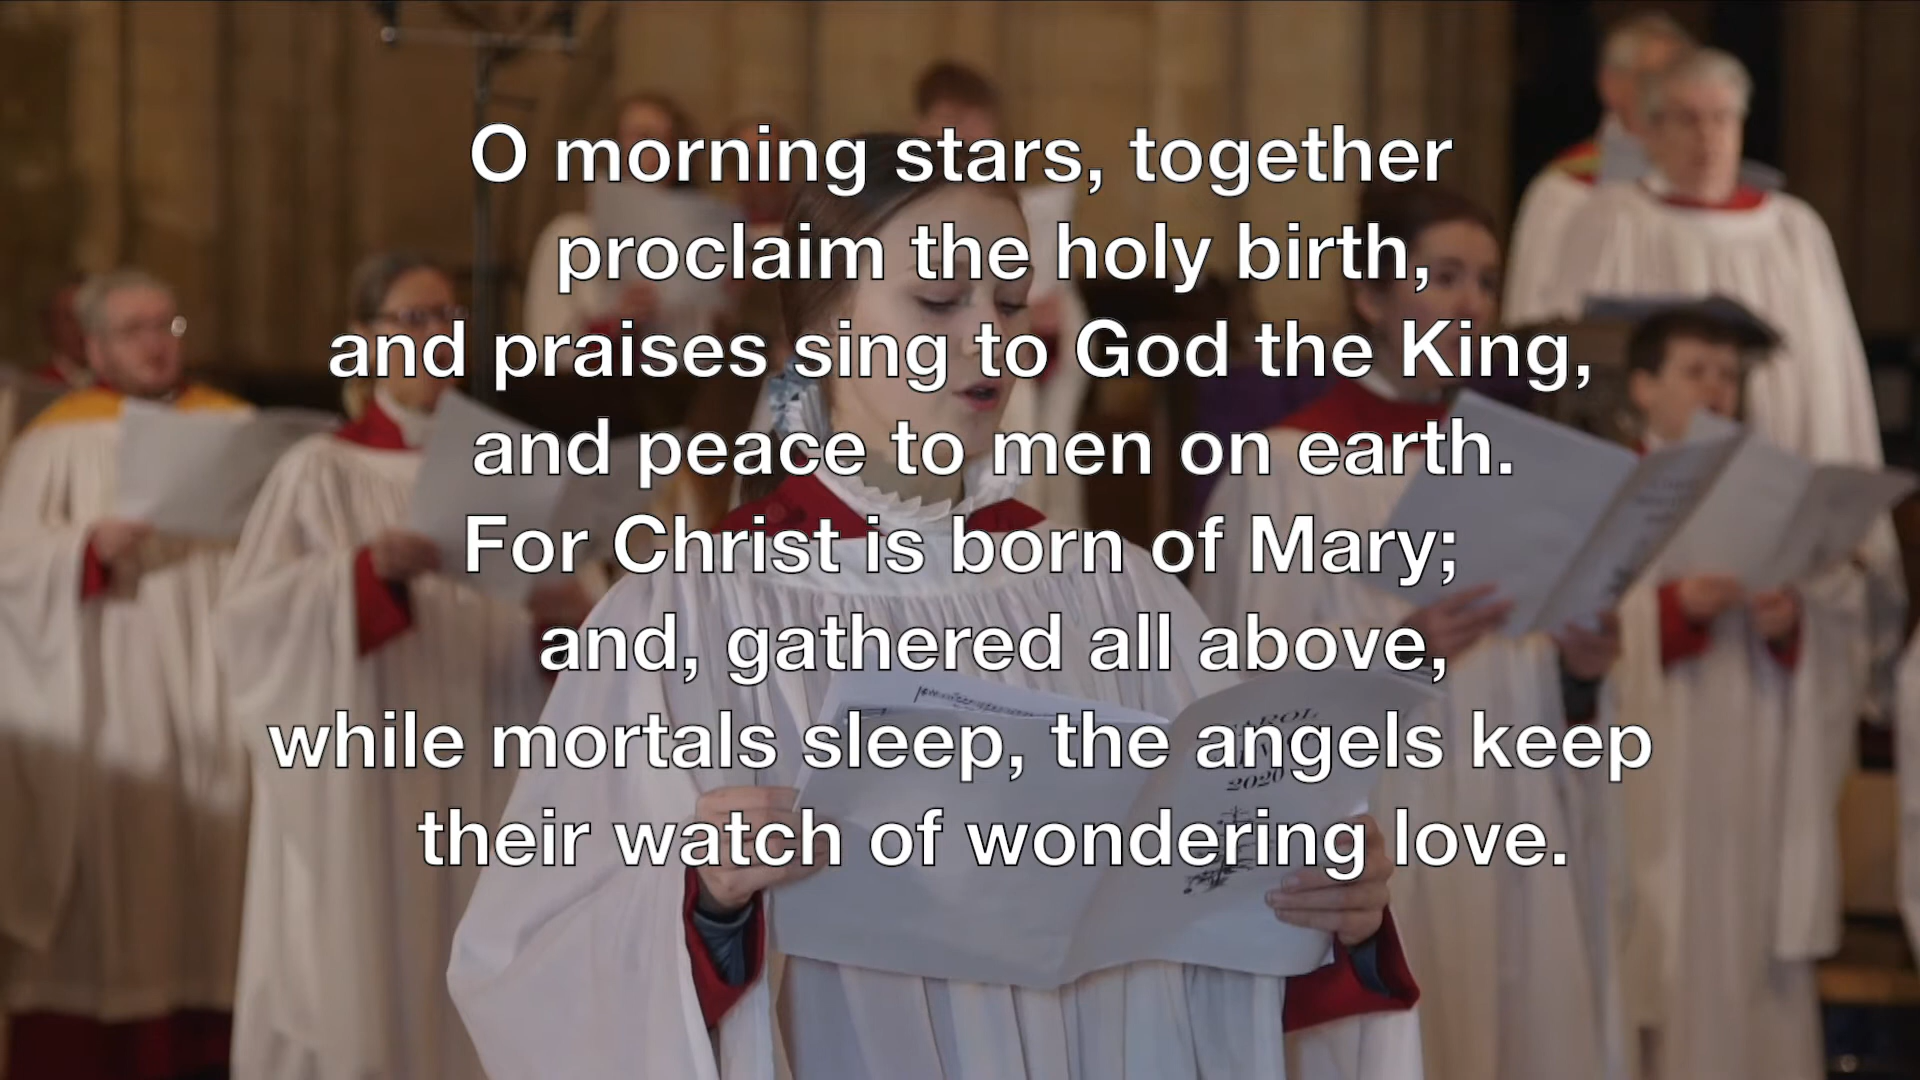 O morning stars, together
proclaim the holy birth,
and praises sing to God the King,
and peace to men on earth.
For Christ is born of Mary;
and, gathered all above,
while mortals sleep, the angels keep
their watch of wondering love.
CAROL
2020